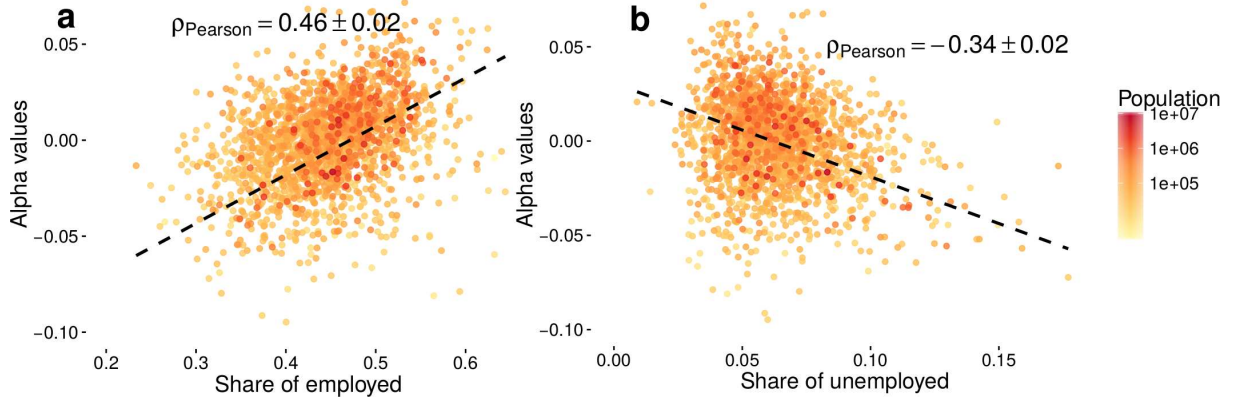 a
ρPearson = 0.46 ± 0.02
0.05
0.00
−0.05
−0.10
Alpha values
0.2 0.3 0.4 0.5 0.6
Share of employed
b
ρPearson = −0.34 ± 0.02
0.05
0.00
−0.05
−0.10
Alpha values
0.00 0.05 0.10 0.15
Share of unemployed
Population
1e+07
1e+06
1e+05